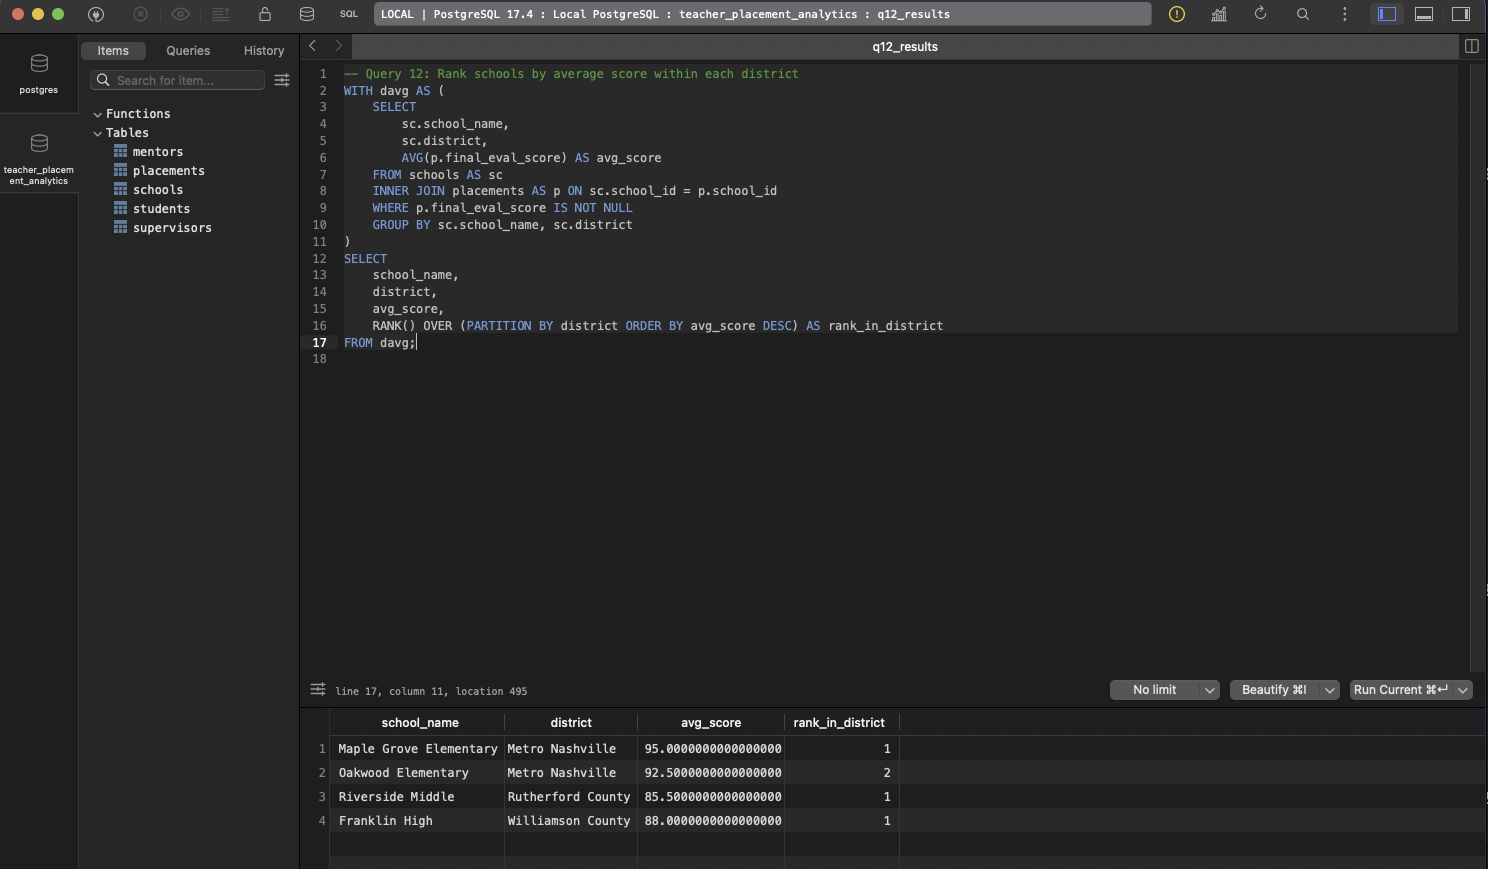 SQL
LOCAL | PostgreSQL 17.4 : Local PostgreSQL : teacher_placement_analytics : q12_results
postgres
teacher_placem
ent_analytics
Items Queries History
Search for item...
Functions
Tables
mentors
placements
schools
students
supervisors
q12_results
1 -- Query 12: Rank schools by average score within each district
2 WITH davg AS (
3 SELECT
4 sc.school_name,
5 sc.district,
6 AVG(p.final_eval_score) AS avg_score
7 FROM schools AS sc
8 INNER JOIN placements AS p ON sc.school_id = p.school_id
9 WHERE p.final_eval_score IS NOT NULL
10 GROUP BY sc.school_name, sc.district
11 )
12 SELECT
13 school_name,
14 district,
15 avg_score,
16 RANK() OVER (PARTITION BY district ORDER BY avg_score DESC) AS rank_in_district
17 FROM davg;
18
line 17, column 11, location 495
No limit Beautify ⌘I Run Current ⌘↵
school_name district avg_score rank_in_district
1 Maple Grove Elementary Metro Nashville 95.0000000000000000 1
2 Oakwood Elementary Metro Nashville 92.5000000000000000 2
3 Riverside Middle Rutherford County 85.5000000000000000 1
4 Franklin High Williamson County 88.0000000000000000 1